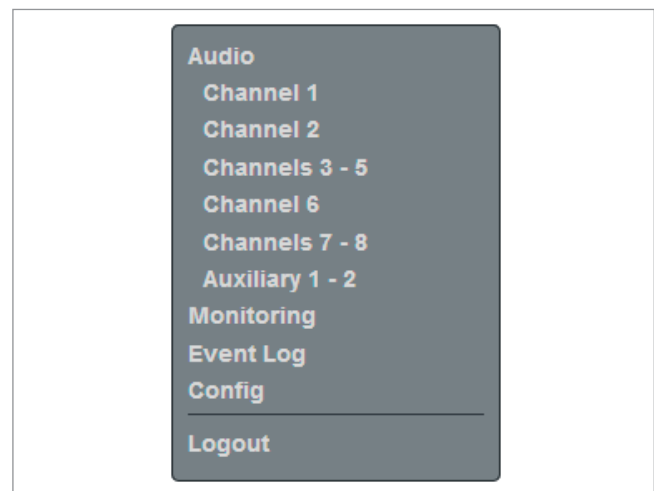 Audio
Channel 1
Channel 2
Channels 3 - 5
Channel 6
Channels 7 - 8
Auxiliary 1 - 2
Monitoring
Event Log
Config
Logout